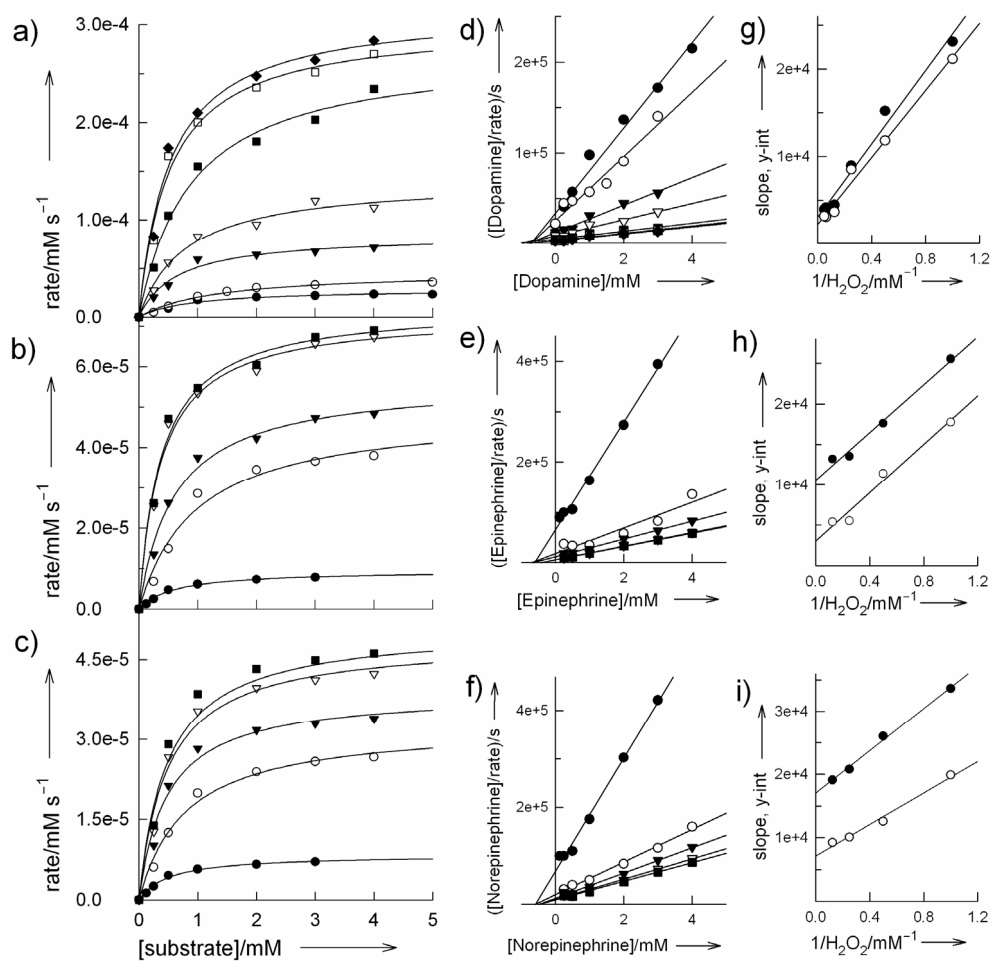 a)
3.0e-4
2.0e-4
1.0e-4
0.0
rate/mM s⁻¹
b)
6.0e-5
4.0e-5
2.0e-5
0.0
rate/mM s⁻¹
c)
4.5e-5
3.0e-5
1.5e-5
0.0
rate/mM s⁻¹
0 1 2 3 4 5
[substrate]/mM
d)
2e+5
1e+5
0
([Dopamine]/rate)/s
0 2 4
[Dopamine]/mM
e)
4e+5
2e+5
0
([Epinephrine]/rate)/s
0 2 4
[Epinephrine]/mM
f)
4e+5
2e+5
([Norepinephrine]/rate)/s
0 2 4
[Norepinephrine]/mM
g)
2e+4
1e+4
slope, y-int
0.0 0.4 0.8 1.2
1/H₂O₂/mM⁻¹
h)
2e+4
1e+4
slope, y-int
0.0 0.4 0.8 1.2
1/H₂O₂/mM⁻¹
i)
3e+4
2e+4
1e+4
slope, y-int
0.0 0.4 0.8 1.2
1/H₂O₂/mM⁻¹